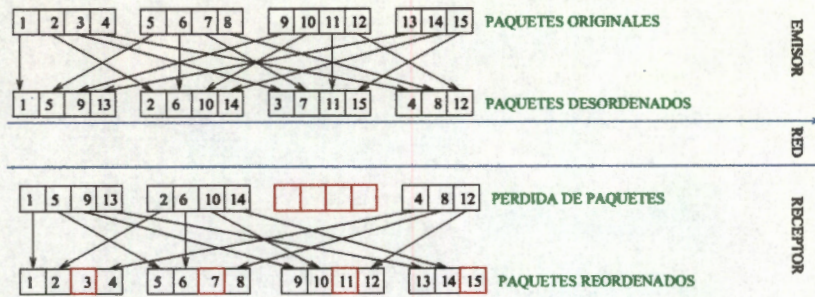 1 2 3 4 5 6 7 8 9 10 11 12 13 14 15 PAQUETES ORIGINALES
EMISOR
1 5 9 13 2 6 10 14 3 7 11 15 4 8 12 PAQUETES DESORDENADOS
RED
1 5 9 13 2 6 10 14 4 8 12 PERDIDA DE PAQUETES
RECEPTOR
1 2 3 4 5 6 7 8 9 10 11 12 13 14 15 PAQUETES REORDENADOS